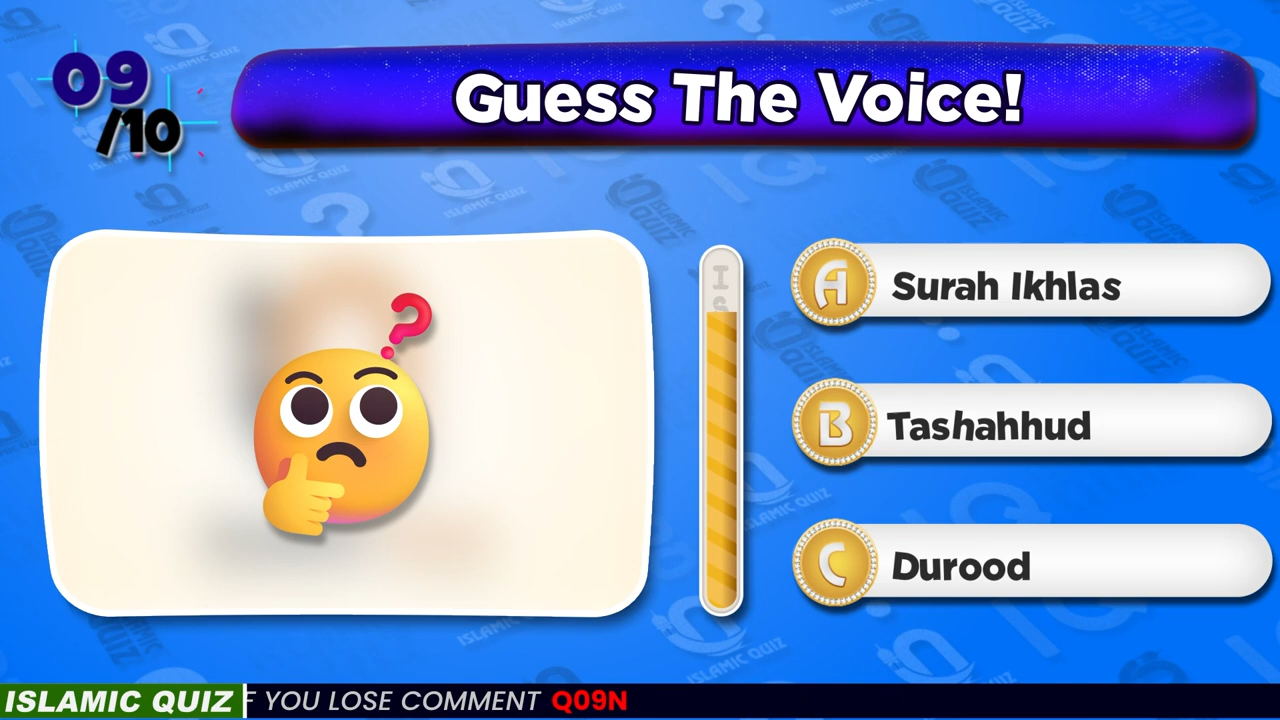 09
/10
Guess The Voice!
?
A Surah Ikhlas
B Tashahhud
C Durood
ISLAMIC QUIZ
YOU LOSE COMMENT Q09N